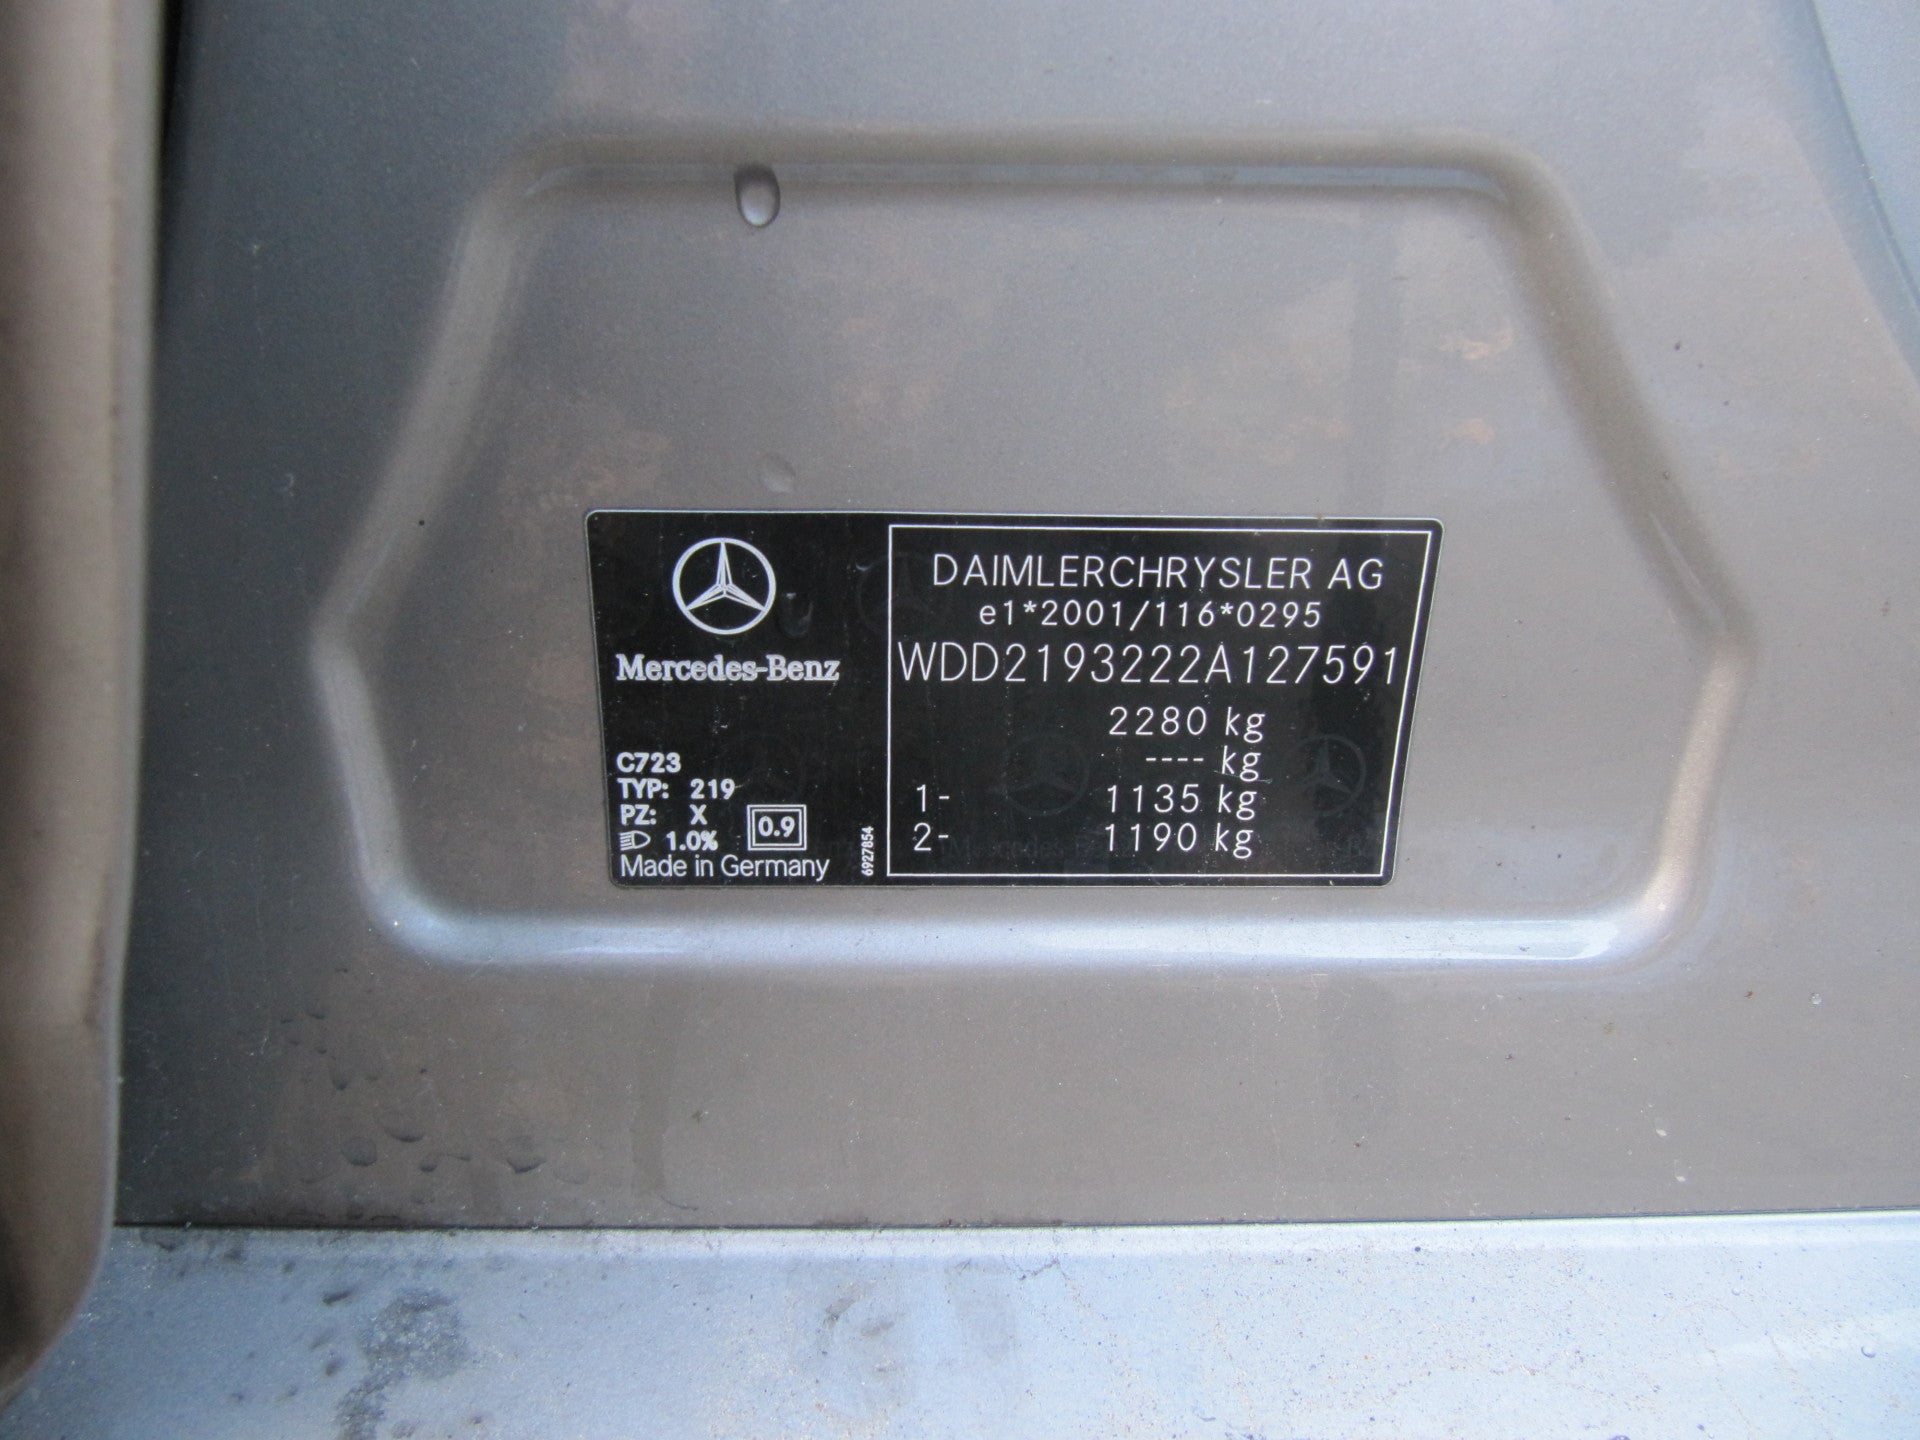 Mercedes-Benz
C723
TYP: 219
PZ: X
1.0% 0.9
Made in Germany
6927854
DAIMLERCHRYSLER AG
e1*2001/116*0295
WDD2193222A127591
2280 kg
---- kg
1- 1135 kg
2- 1190 kg